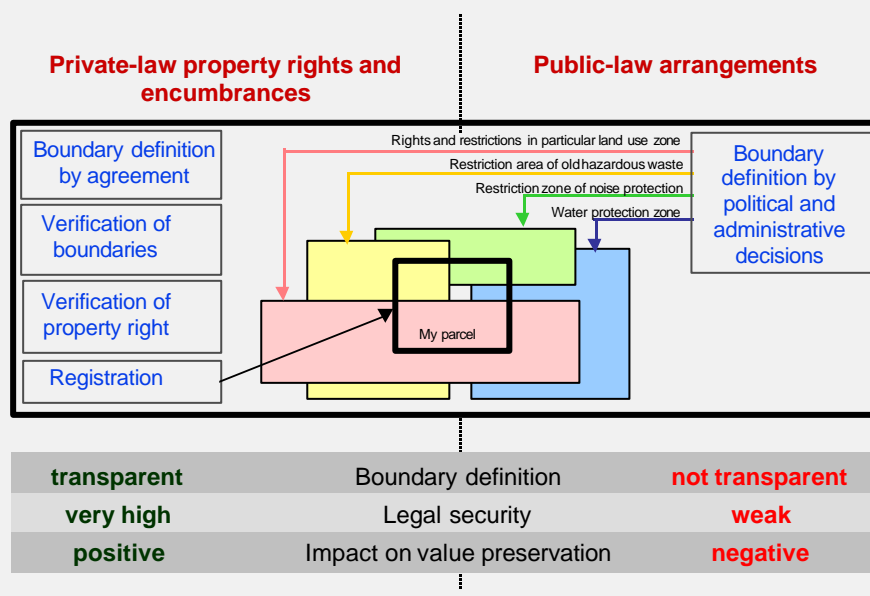 Private-law property rights and
encumbrances
Public-law arrangements
Boundary definition
by agreement
Verification of
boundaries
Verification of
property right
Registration
Rights and restrictions in particular land use zone
Restriction area of old hazardous waste
Restriction zone of noise protection
Water protection zone
My parcel
Boundary
definition by
political and
administrative
decisions
transparent Boundary definition not transparent
very high Legal security weak
positive Impact on value preservation negative